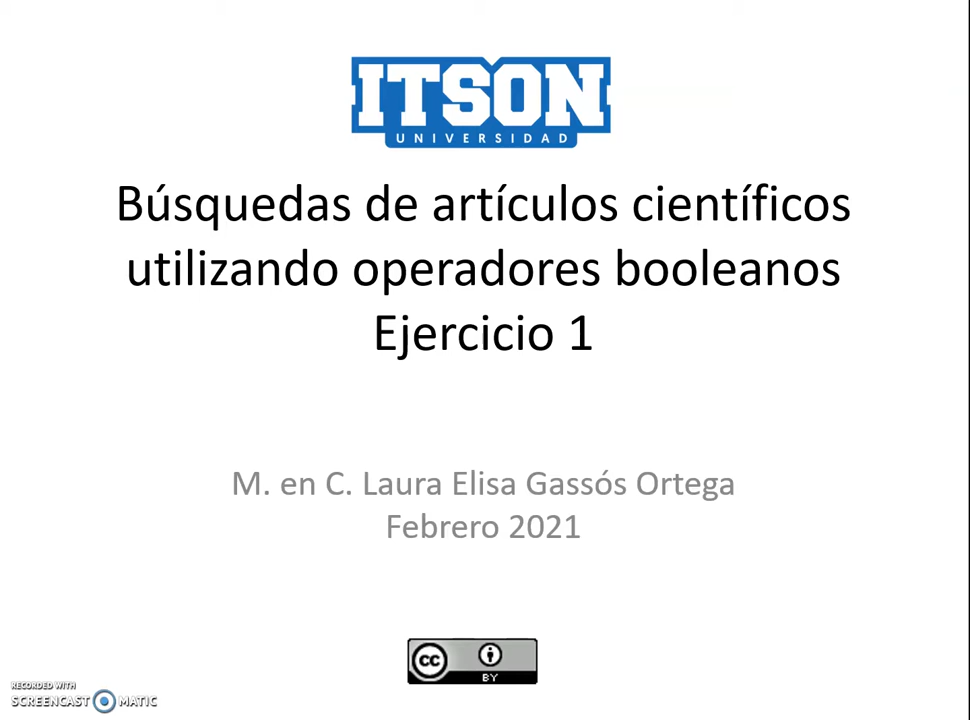 ITSON
UNIVERSIDAD
Búsquedas de artículos científicos
utilizando operadores booleanos
Ejercicio 1
M. en C. Laura Elisa Gassós Ortega
Febrero 2021
cc
BY
RECORDED WITH
SCREENCAST MATIC